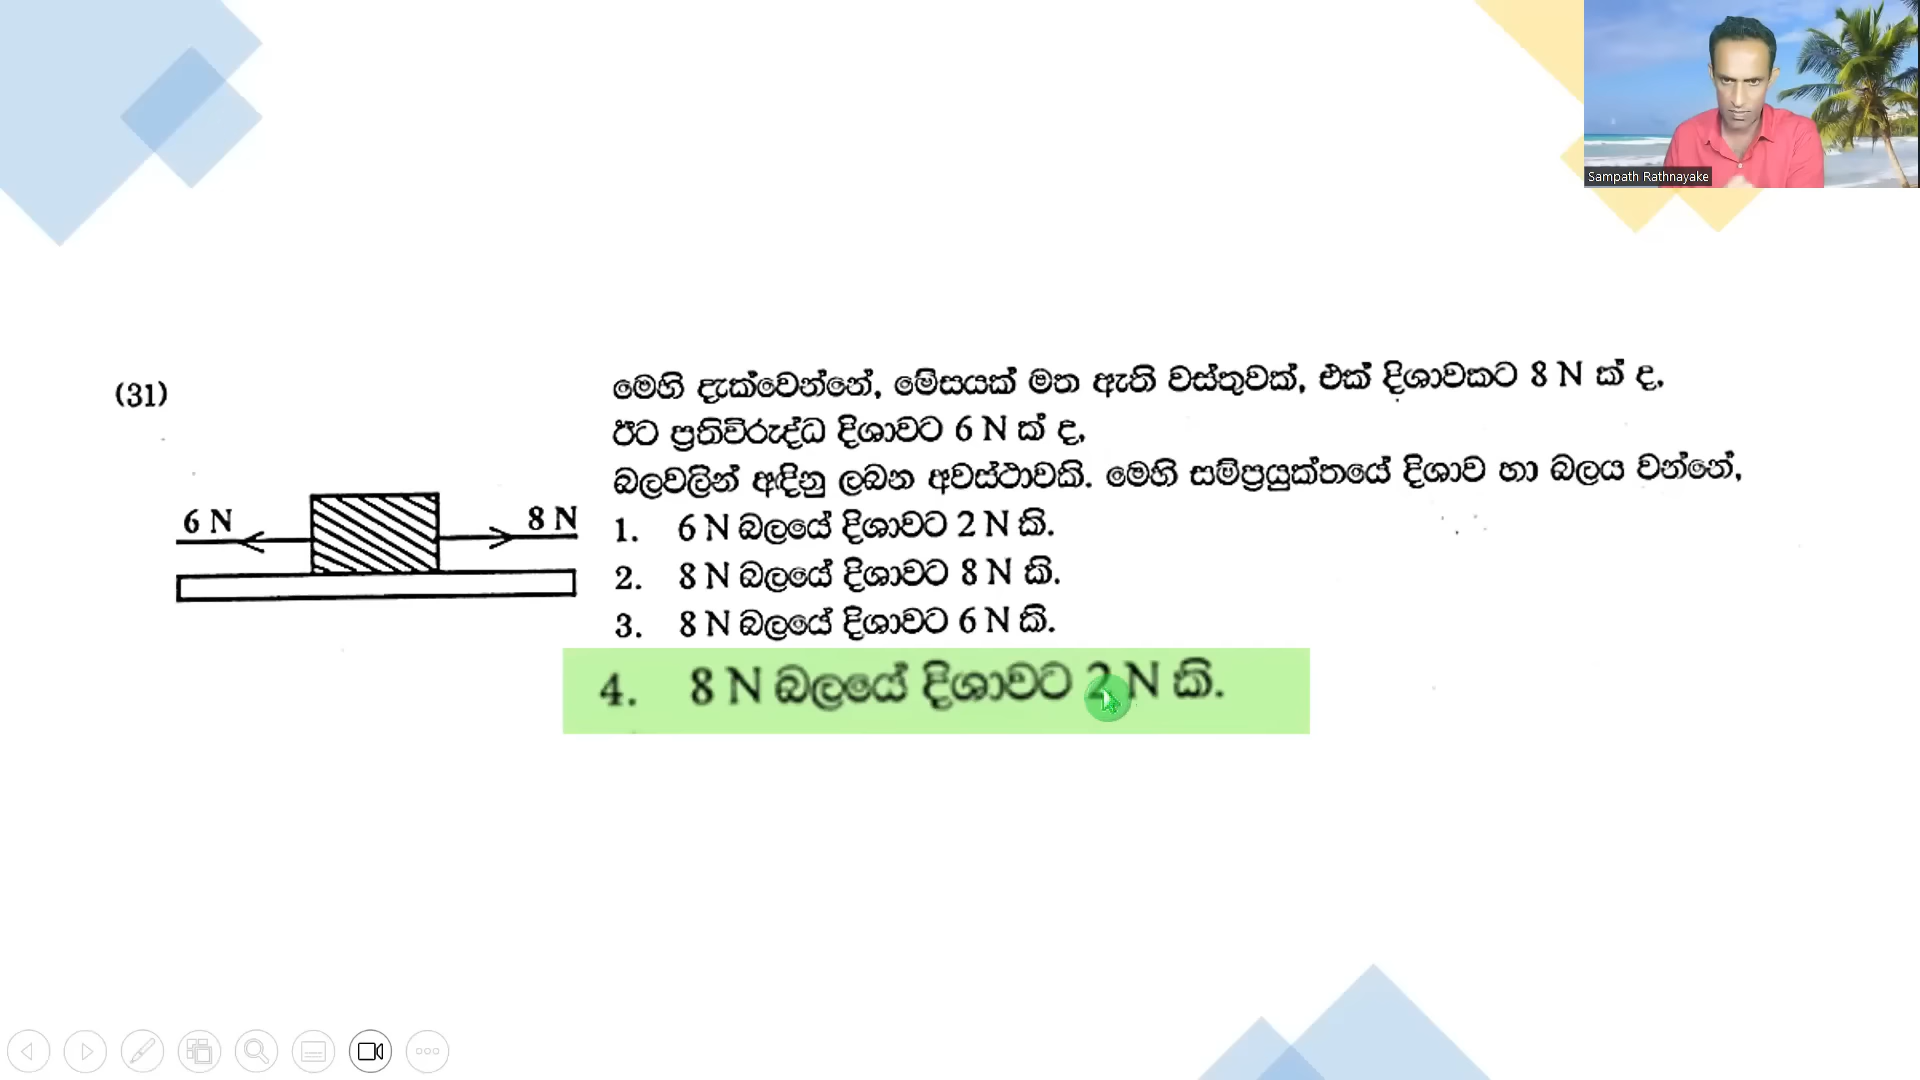 Sampath Rathnayake
(31)
මෙහි දැක්වෙන්නේ, මේසයක් මත ඇති වස්තුවක්, එක් දිශාවකට 8 N ක් ද,
ඊට ප්‍රතිවිරුද්ධ දිශාවට 6 N ක් ද,
බලවලින් අඳිනු ලබන අවස්ථාවකි. මෙහි සම්ප්‍රයුක්තයේ දිශාව හා බලය වන්නේ,
6 N
8 N
1. 6 N බලයේ දිශාවට 2 N කි.
2. 8 N බලයේ දිශාවට 8 N කි.
3. 8 N බලයේ දිශාවට 6 N කි.
4. 8 N බලයේ දිශාවට 2 N කි.